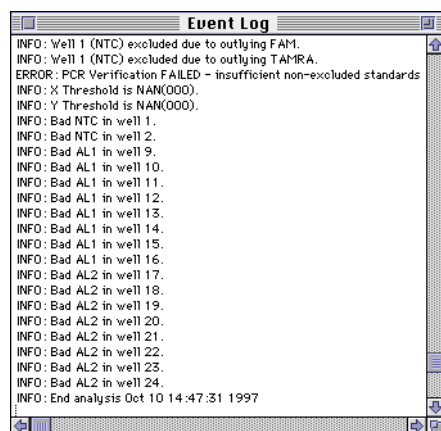 Event Log
INFO: Well 1 (NTC) excluded due to outlying FAM.
INFO: Well 1 (NTC) excluded due to outlying TAMRA.
ERROR: PCR Verification FAILED - insufficient non-excluded standards
INFO: X Threshold is NAN(000).
INFO: Y Threshold is NAN(000).
INFO: Bad NTC in well 1.
INFO: Bad NTC in well 2.
INFO: Bad AL1 in well 9.
INFO: Bad AL1 in well 10.
INFO: Bad AL1 in well 11.
INFO: Bad AL1 in well 12.
INFO: Bad AL1 in well 13.
INFO: Bad AL1 in well 14.
INFO: Bad AL1 in well 15.
INFO: Bad AL1 in well 16.
INFO: Bad AL2 in well 17.
INFO: Bad AL2 in well 18.
INFO: Bad AL2 in well 19.
INFO: Bad AL2 in well 20.
INFO: Bad AL2 in well 21.
INFO: Bad AL2 in well 22.
INFO: Bad AL2 in well 23.
INFO: Bad AL2 in well 24.
INFO: End analysis Oct 10 14:47:31 1997